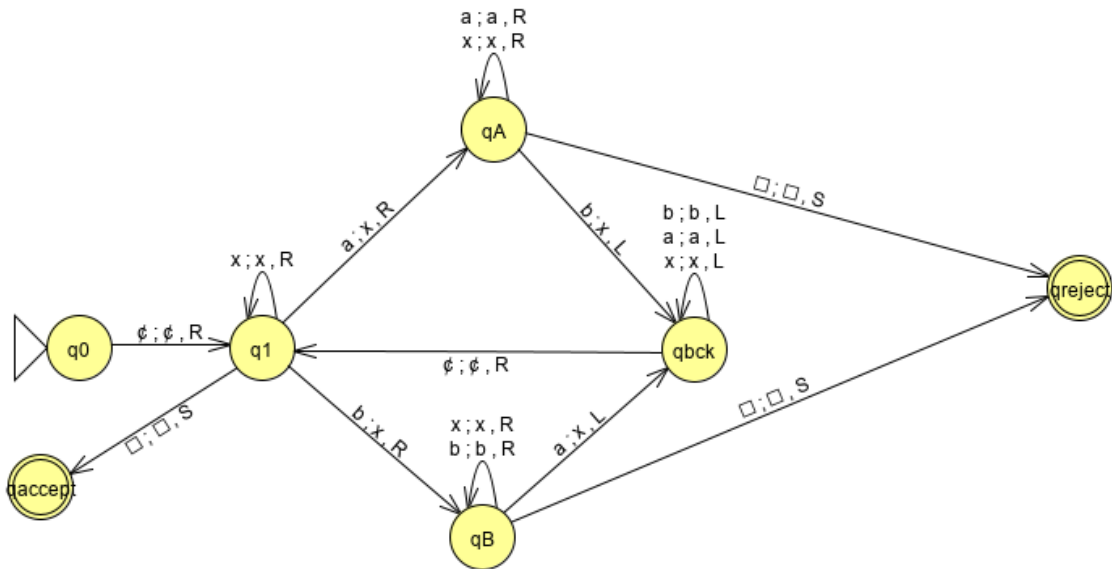 a ; a , R
x ; x , R
qA
□ ; □ , S
a ; x , R
b ; x , L
b ; b , L
a ; a , L
x ; x , L
x ; x , R
qreject
q0
¢ ; ¢ , R
q1
¢ ; ¢ , R
qbck
□ ; □ , S
b ; x , R
x ; x , R
b ; b , R
a ; x , L
□ ; □ , S
qaccept
qB